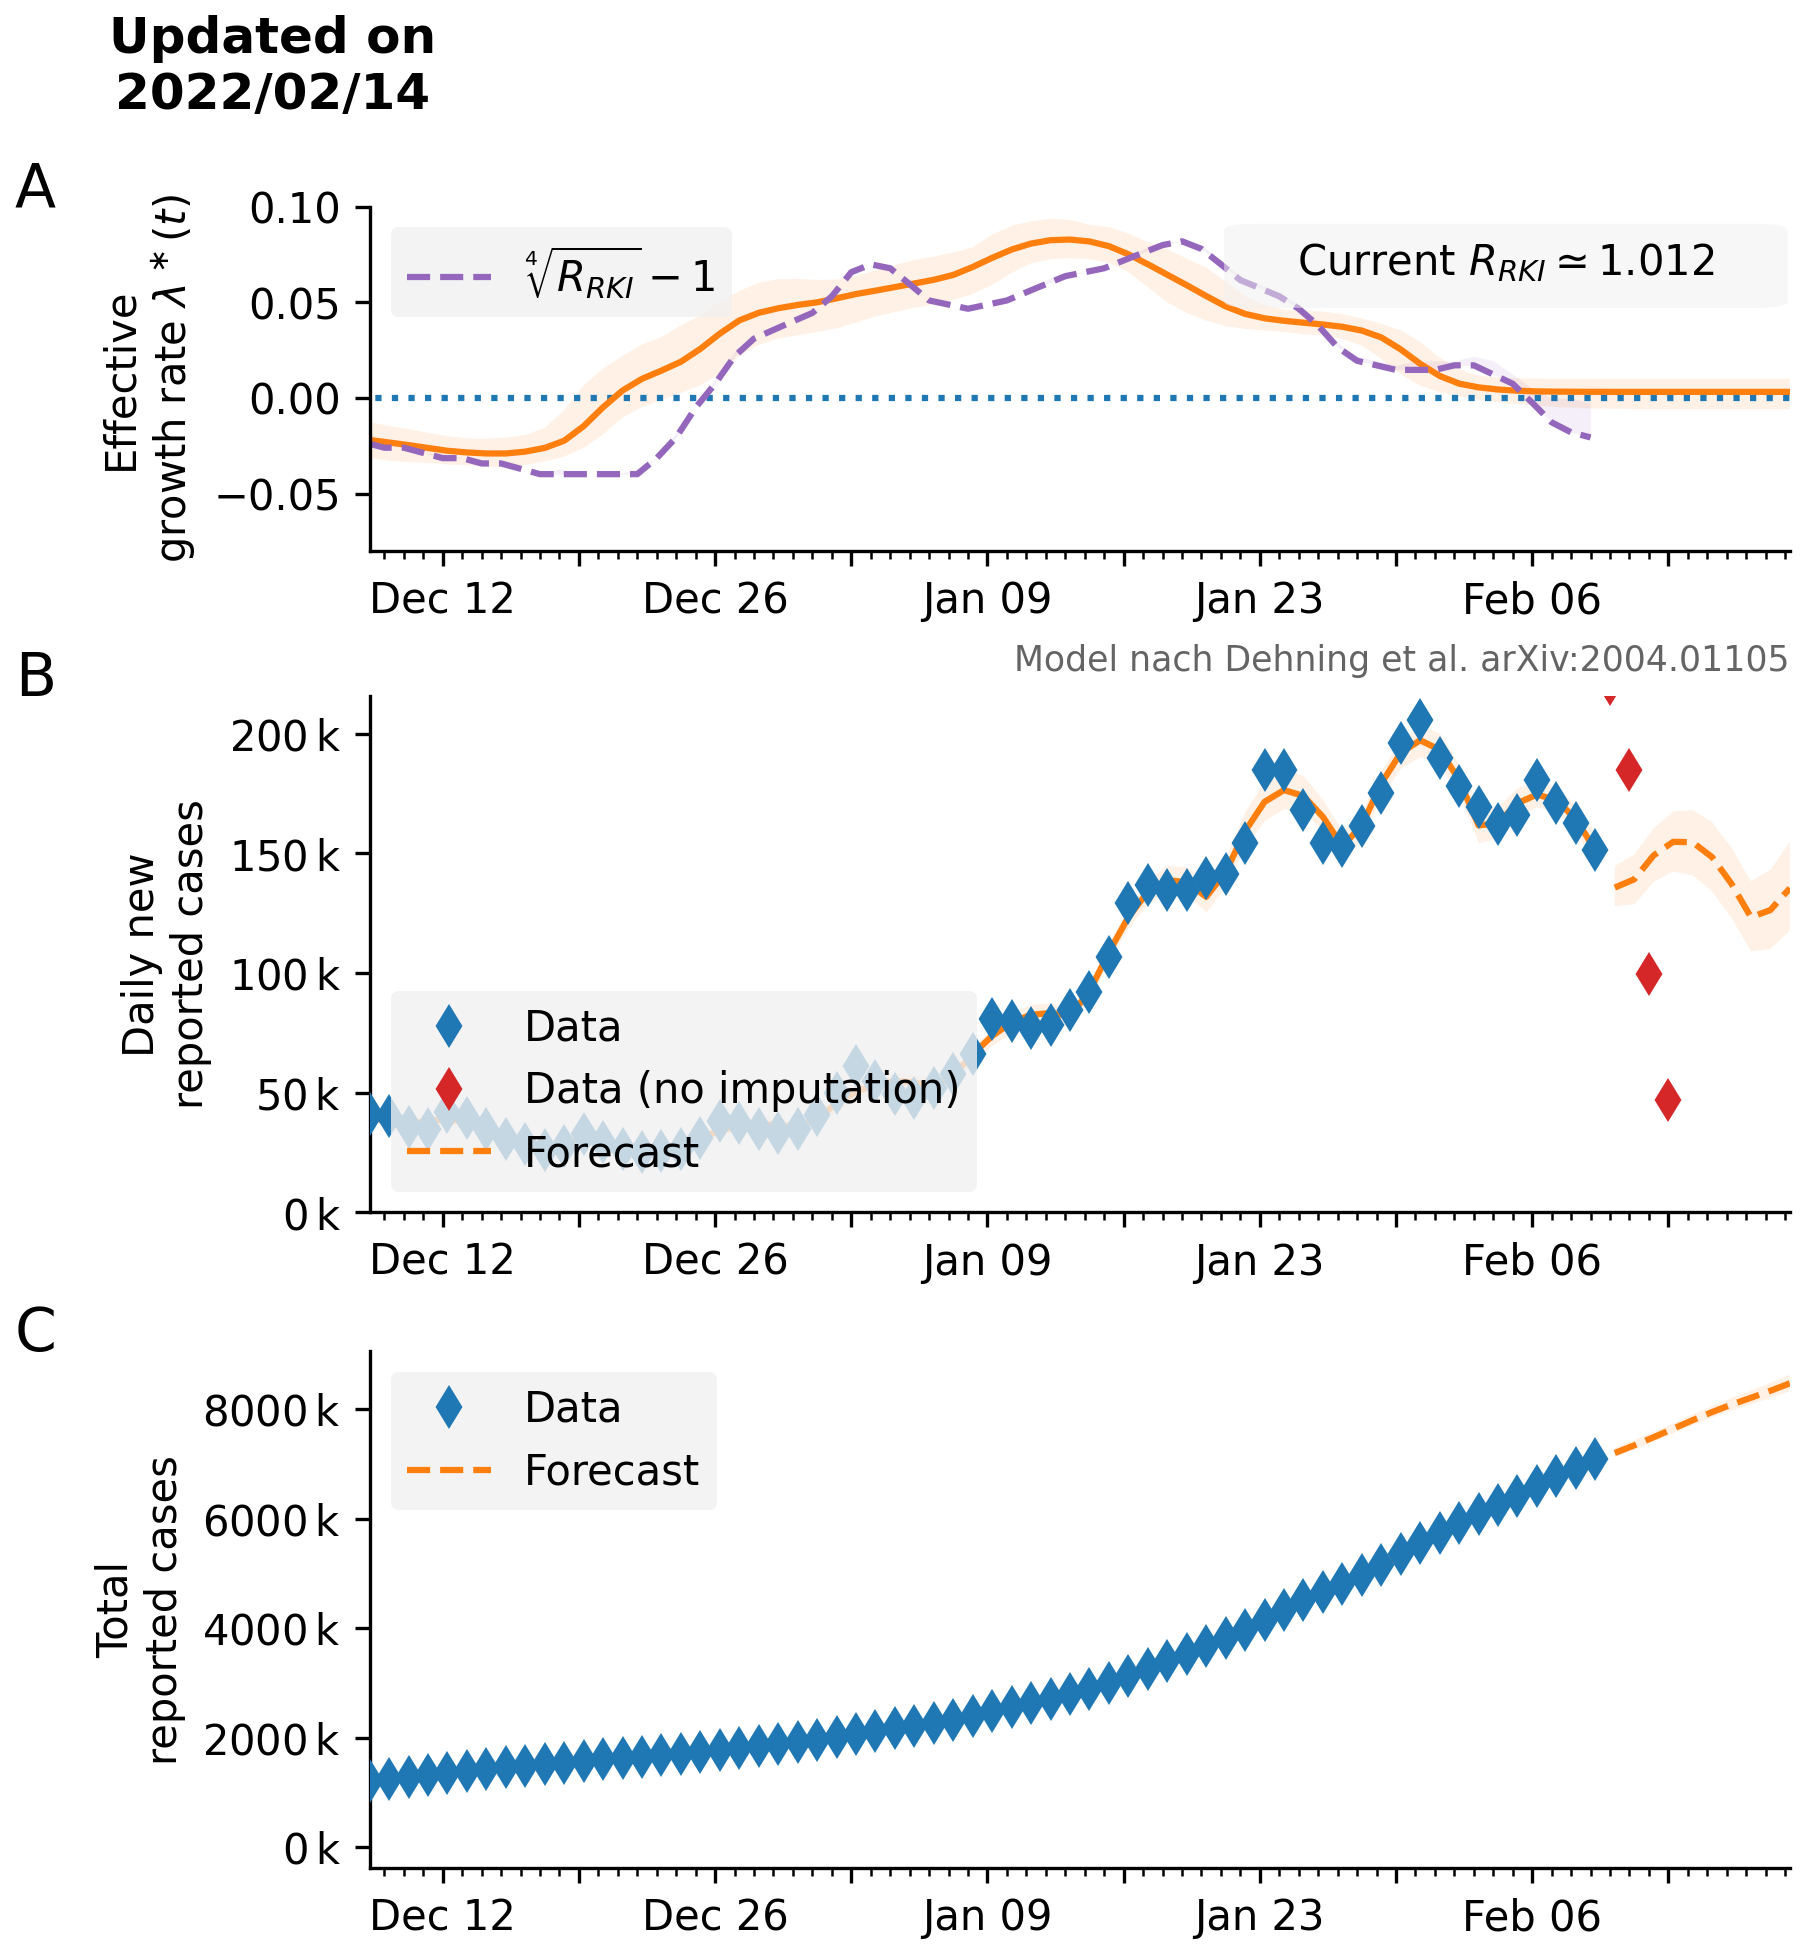 Updated on
2022/02/14
A
Effective
growth rate λ * (t)
0.10
0.05
0.00
−0.05
∜R_RKI − 1
Current R_RKI ≃ 1.012
Dec 12 Dec 26 Jan 09 Jan 23 Feb 06
Model nach Dehning et al. arXiv:2004.01105
B
Daily new
reported cases
200 k
150 k
100 k
50 k
0 k
Data
Data (no imputation)
Forecast
Dec 12 Dec 26 Jan 09 Jan 23 Feb 06
C
Total
reported cases
8000 k
6000 k
4000 k
2000 k
0 k
Data
Forecast
Dec 12 Dec 26 Jan 09 Jan 23 Feb 06